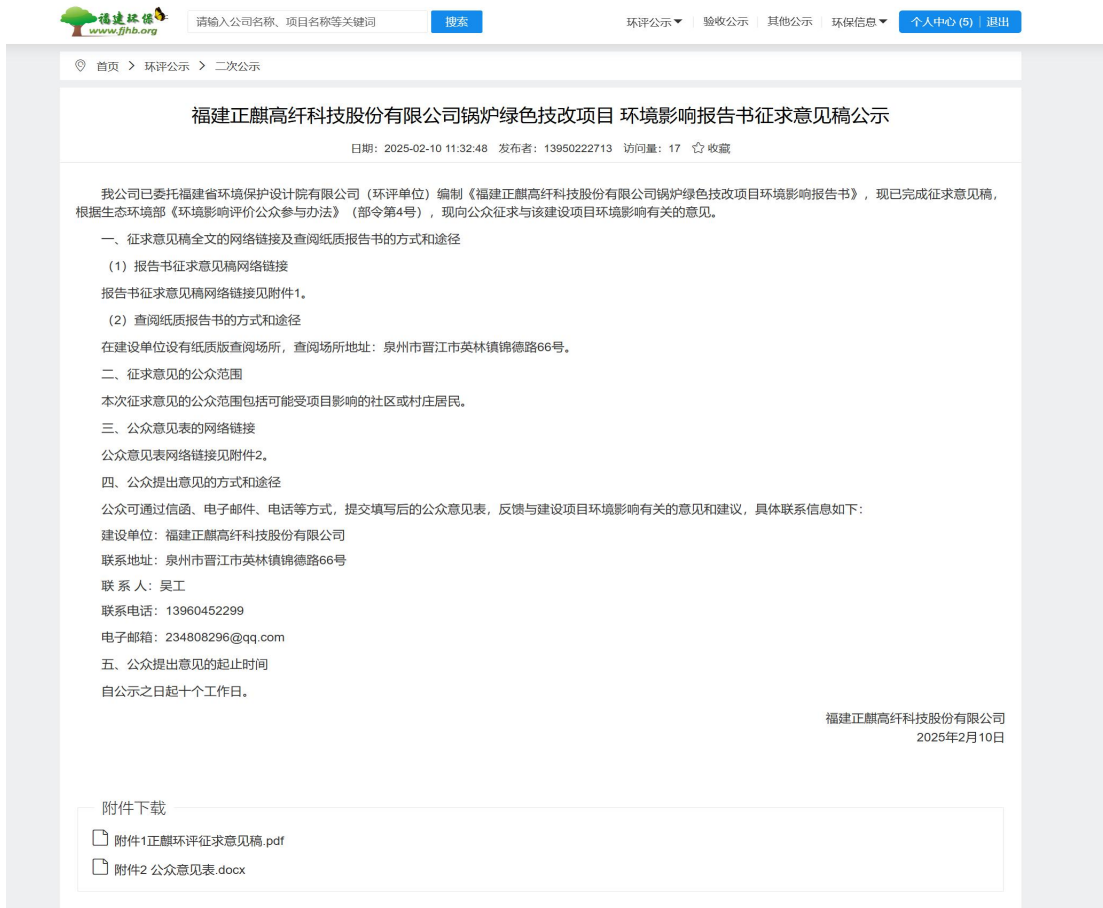 福建环保
www.fjhb.org
请输入公司名称、项目名称等关键词
搜索
环评公示
验收公示
其他公示
环保信息
个人中心 (5) | 退出
首页 > 环评公示 > 二次公示
福建正麒高纤科技股份有限公司锅炉绿色技改项目 环境影响报告书征求意见稿公示
日期：2025-02-10 11:32:48 发布者：13950222713 访问量：17 收藏
我公司已委托福建省环境保护设计院有限公司（环评单位）编制《福建正麒高纤科技股份有限公司锅炉绿色技改项目环境影响报告书》，现已完成征求意见稿，
根据生态环境部《环境影响评价公众参与办法》（部令第4号），现向公众征求与该建设项目环境影响有关的意见。
一、征求意见稿全文的网络链接及查阅纸质报告书的方式和途径
（1）报告书征求意见稿网络链接
报告书征求意见稿网络链接见附件1。
（2）查阅纸质报告书的方式和途径
在建设单位设有纸质版查阅场所，查阅场所地址：泉州市晋江市英林镇锦德路66号。
二、征求意见的公众范围
本次征求意见的公众范围包括可能受项目影响的社区或村庄居民。
三、公众意见表的网络链接
公众意见表网络链接见附件2。
四、公众提出意见的方式和途径
公众可通过信函、电子邮件、电话等方式，提交填写后的公众意见表，反馈与建设项目环境影响有关的意见和建议，具体联系信息如下：
建设单位：福建正麒高纤科技股份有限公司
联系地址：泉州市晋江市英林镇锦德路66号
联 系 人：吴工
联系电话：13960452299
电子邮箱：234808296@qq.com
五、公众提出意见的起止时间
自公示之日起十个工作日。
福建正麒高纤科技股份有限公司
2025年2月10日
附件下载
附件1正麒环评征求意见稿.pdf
附件2 公众意见表.docx